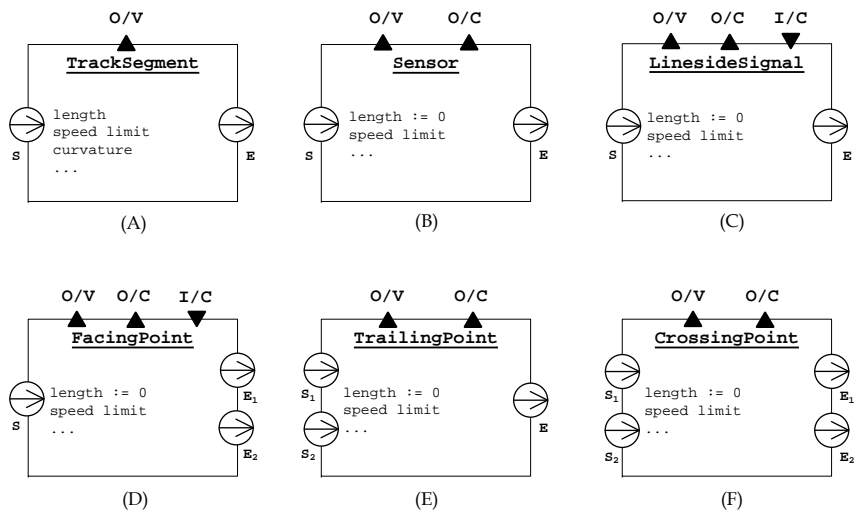 O/V
TrackSegment
length
speed limit
curvature
...
S
E
(A)
O/V O/C
Sensor
length := 0
speed limit
...
S
E
(B)
O/V O/C I/C
LinesideSignal
length := 0
speed limit
...
S
E
(C)
O/V O/C I/C
FacingPoint
length := 0
speed limit
...
S
E₁
E₂
(D)
O/V O/C
TrailingPoint
S₁
length := 0
speed limit
...
S₂
E
(E)
O/V O/C
CrossingPoint
S₁
length := 0
speed limit
...
S₂
E₁
E₂
(F)